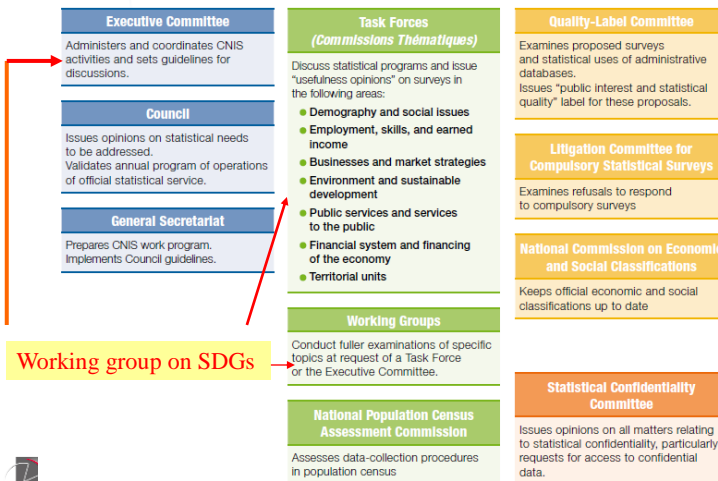 Executive Committee
Administers and coordinates CNIS
activities and sets guidelines for
discussions.
Council
Issues opinions on statistical needs
to be addressed.
Validates annual program of operations
of official statistical service.
General Secretariat
Prepares CNIS work program.
Implements Council guidelines.
Working group on SDGs
Task Forces
(Commissions Thématiques)
Discuss statistical programs and issue
“usefulness opinions” on surveys in
the following areas:
● Demography and social issues
● Employment, skills, and earned
income
● Businesses and market strategies
● Environment and sustainable
development
● Public services and services
to the public
● Financial system and financing
of the economy
● Territorial units
Working Groups
Conduct fuller examinations of specific
topics at request of a Task Force
or the Executive Committee.
National Population Census
Assessment Commission
Assesses data-collection procedures
in population census
Quality-Label Committee
Examines proposed surveys
and statistical uses of administrative
databases.
Issues “public interest and statistical
quality” label for these proposals.
Litigation Committee for
Compulsory Statistical Surveys
Examines refusals to respond
to compulsory surveys
National Commission on Economic
and Social Classifications
Keeps official economic and social
classifications up to date
Statistical Confidentiality
Committee
Issues opinions on all matters relating
to statistical confidentiality, particularly
requests for access to confidential
data.